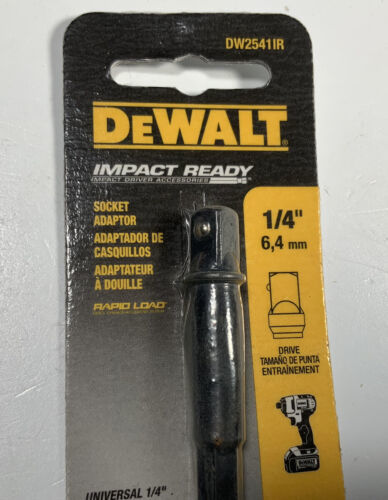 DW2541IR
DEWALT
IMPACT READY
IMPACT DRIVER ACCESSORIES
SOCKET
ADAPTOR
ADAPTADOR DE
CASQUILLOS
ADAPTATEUR
À DOUILLE
RAPID LOAD
1/4"
6,4 mm
DRIVE
TAMAÑO DE PUNTA
ENTRAÎNEMENT
DEWALT
UNIVERSAL 1/4"